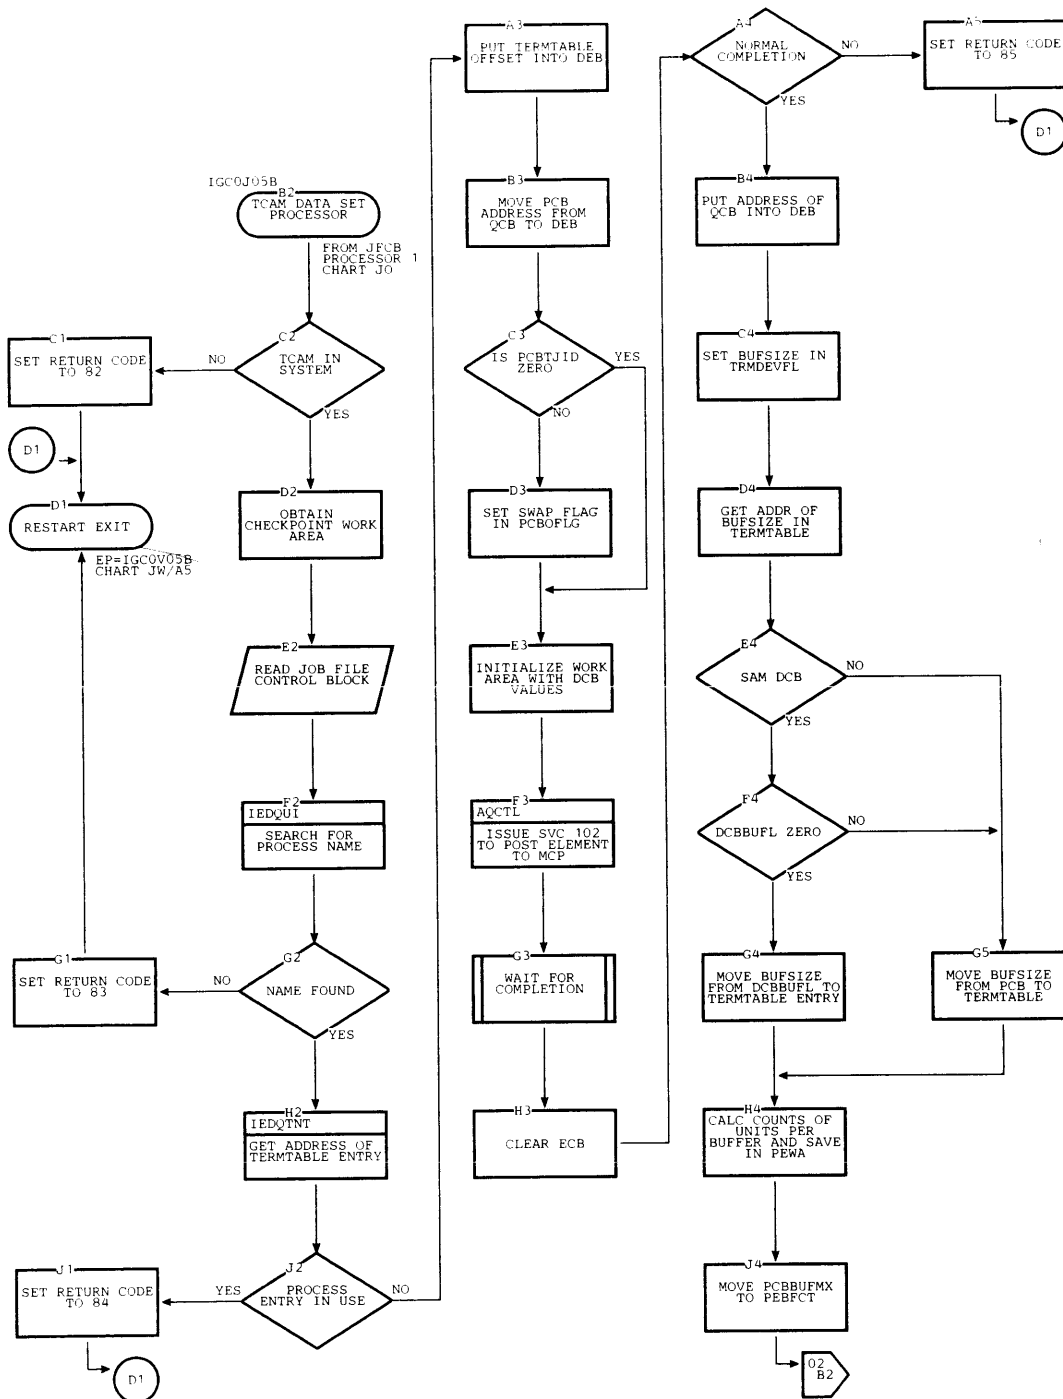 IGC0J05B
B2
TCAM DATA SET
PROCESSOR
FROM JFCB
PROCESSOR 1
CHART JO
C1
SET RETURN CODE
TO 82
NO
C2
TCAM IN
SYSTEM
YES
D1
D1
RESTART EXIT
EP=IGC0V05B
CHART JW/A5
D2
OBTAIN
CHECKPOINT WORK
AREA
E2
READ JOB FILE
CONTROL BLOCK
F2
IEDQUI
SEARCH FOR
PROCESS NAME
G1
SET RETURN CODE
TO 83
NO
G2
NAME FOUND
YES
H2
IEDQTNT
GET ADDRESS OF
TERMTABLE ENTRY
J1
SET RETURN CODE
TO 84
YES
J2
PROCESS
ENTRY IN USE
NO
D1
A3
PUT TERMTABLE
OFFSET INTO DEB
B3
MOVE PCB
ADDRESS FROM
QCB TO DEB
C3
IS PCBTJID
ZERO
YES
NO
D3
SET SWAP FLAG
IN PCBOFLG
E3
INITIALIZE WORK
AREA WITH DCB
VALUES
F3
AQCTL
ISSUE SVC 102
TO POST ELEMENT
TO MCP
G3
WAIT FOR
COMPLETION
H3
CLEAR ECB
A4
NORMAL
COMPLETION
NO
YES
A5
SET RETURN CODE
TO 85
D1
B4
PUT ADDRESS OF
QCB INTO DEB
C4
SET BUFSIZE IN
TRMDEVFL
D4
GET ADDR OF
BUFSIZE IN
TERMTABLE
E4
SAM DCB
NO
YES
F4
DCBBUFL ZERO
NO
YES
G4
MOVE BUFSIZE
FROM DCBBUFL TO
TERMTABLE ENTRY
G5
MOVE BUFSIZE
FROM PCB TO
TERMTABLE
H4
CALC COUNTS OF
UNITS PER
BUFFER AND SAVE
IN PEWA
J4
MOVE PCBBUFMX
TO PEBFCT
02
B2